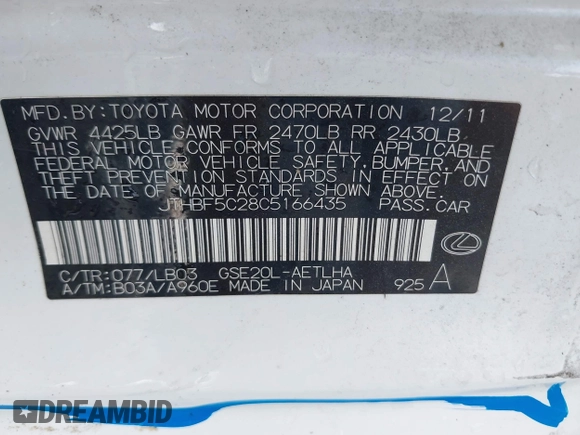 MFD. BY: TOYOTA MOTOR CORPORATION 12/11
GVWR 4425LB GAWR FR 2470LB RR 2430LB
THIS VEHICLE CONFORMS TO ALL APPLICABLE
FEDERAL MOTOR VEHICLE SAFETY, BUMPER, AND
THEFT PREVENTION STANDARDS IN EFFECT ON
THE DATE OF MANUFACTURE SHOWN ABOVE.
JTHBF5C28C5166435 PASS. CAR
C/TR: 077/LB03 GSE20L-AETLHA
A/TM: B03A/A960E MADE IN JAPAN 925 A
DREAMBID